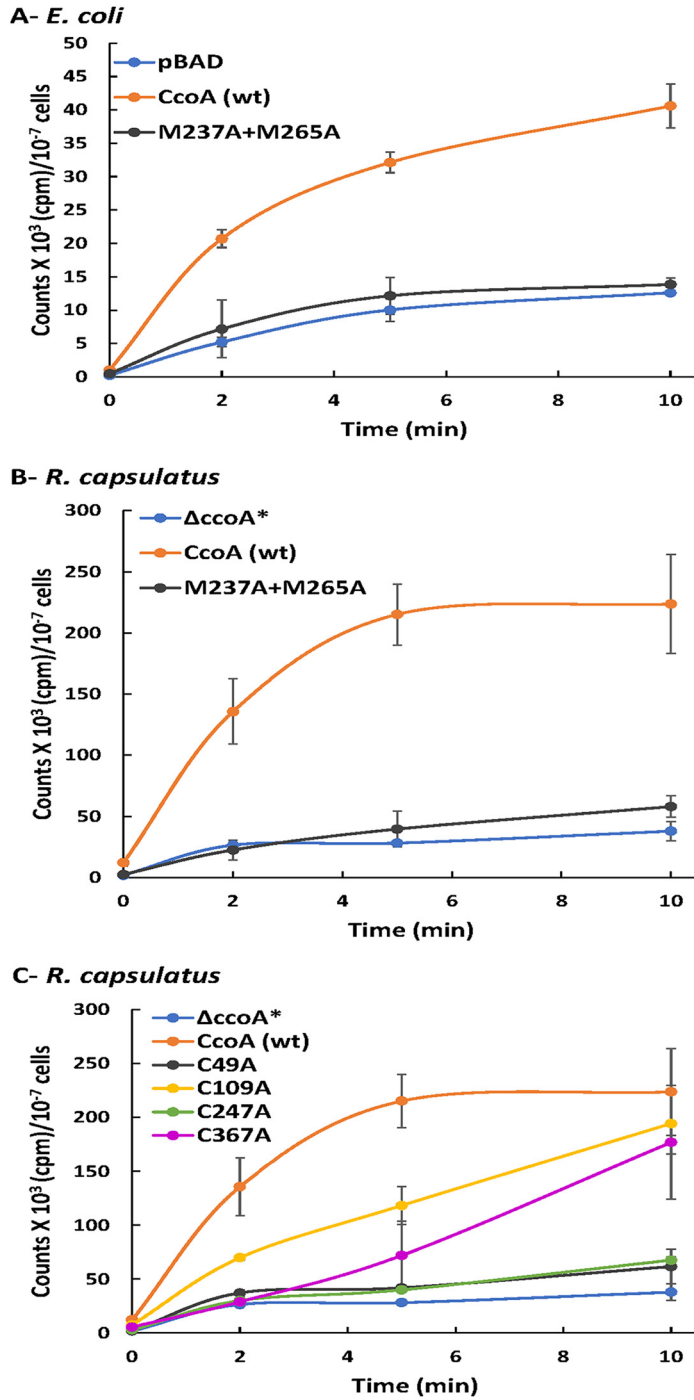 A- E. coli
50
45
40
35
30
25
20
15
10
5
0
Counts X 10³ (cpm)/10⁻⁷ cells
pBAD
CcoA (wt)
M237A+M265A
0 2 4 6 8 10
Time (min)
B- R. capsulatus
300
250
200
150
100
50
0
Counts X 10³ (cpm)/10⁻⁷ cells
ΔccoA*
CcoA (wt)
M237A+M265A
0 2 4 6 8 10
Time (min)
C- R. capsulatus
300
250
200
150
100
50
0
Counts X 10³ (cpm)/10⁻⁷ cells
ΔccoA*
CcoA (wt)
C49A
C109A
C247A
C367A
0 2 4 6 8 10
Time (min)